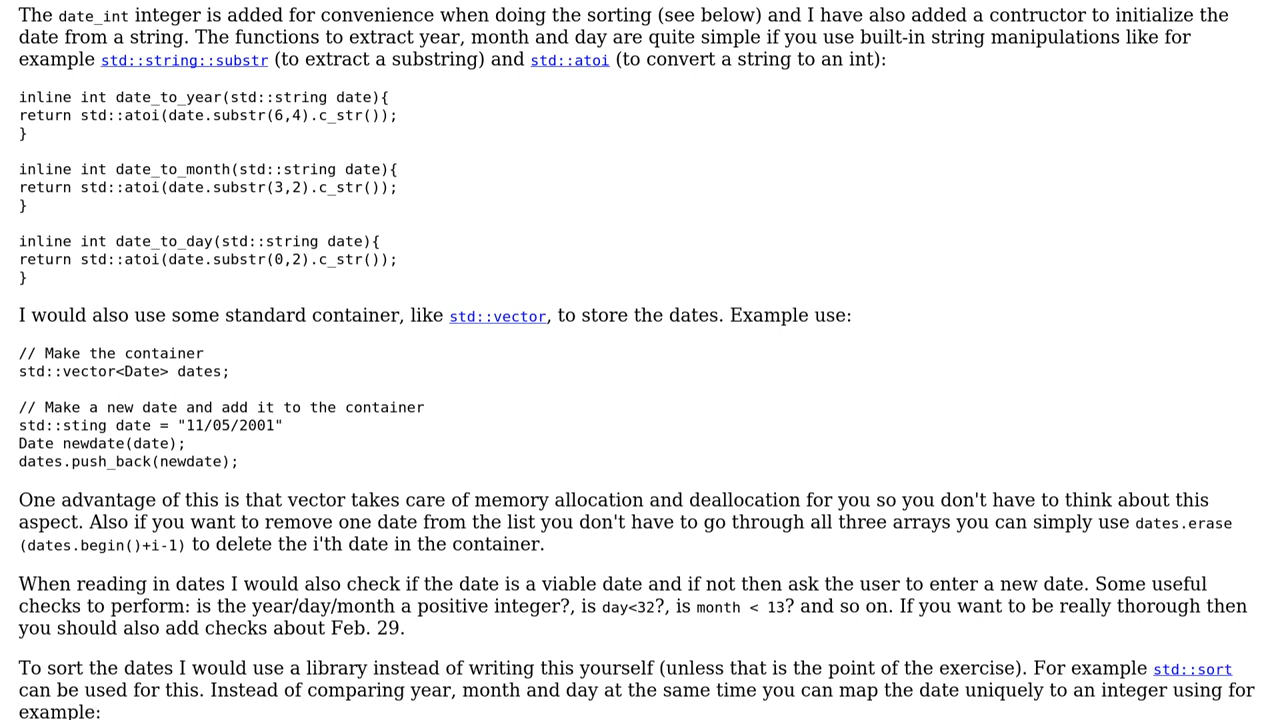 The date_int integer is added for convenience when doing the sorting (see below) and I have also added a contructor to initialize the
date from a string. The functions to extract year, month and day are quite simple if you use built-in string manipulations like for
example std::string::substr (to extract a substring) and std::atoi (to convert a string to an int):
inline int date_to_year(std::string date){
return std::atoi(date.substr(6,4).c_str());
}
inline int date_to_month(std::string date){
return std::atoi(date.substr(3,2).c_str());
}
inline int date_to_day(std::string date){
return std::atoi(date.substr(0,2).c_str());
}
I would also use some standard container, like std::vector, to store the dates. Example use:
// Make the container
std::vector<Date> dates;
// Make a new date and add it to the container
std::sting date = "11/05/2001"
Date newdate(date);
dates.push_back(newdate);
One advantage of this is that vector takes care of memory allocation and deallocation for you so you don't have to think about this
aspect. Also if you want to remove one date from the list you don't have to go through all three arrays you can simply use dates.erase
(dates.begin()+i-1) to delete the i'th date in the container.
When reading in dates I would also check if the date is a viable date and if not then ask the user to enter a new date. Some useful
checks to perform: is the year/day/month a positive integer?, is day<32?, is month < 13? and so on. If you want to be really thorough then
you should also add checks about Feb. 29.
To sort the dates I would use a library instead of writing this yourself (unless that is the point of the exercise). For example std::sort
can be used for this. Instead of comparing year, month and day at the same time you can map the date uniquely to an integer using for
example: